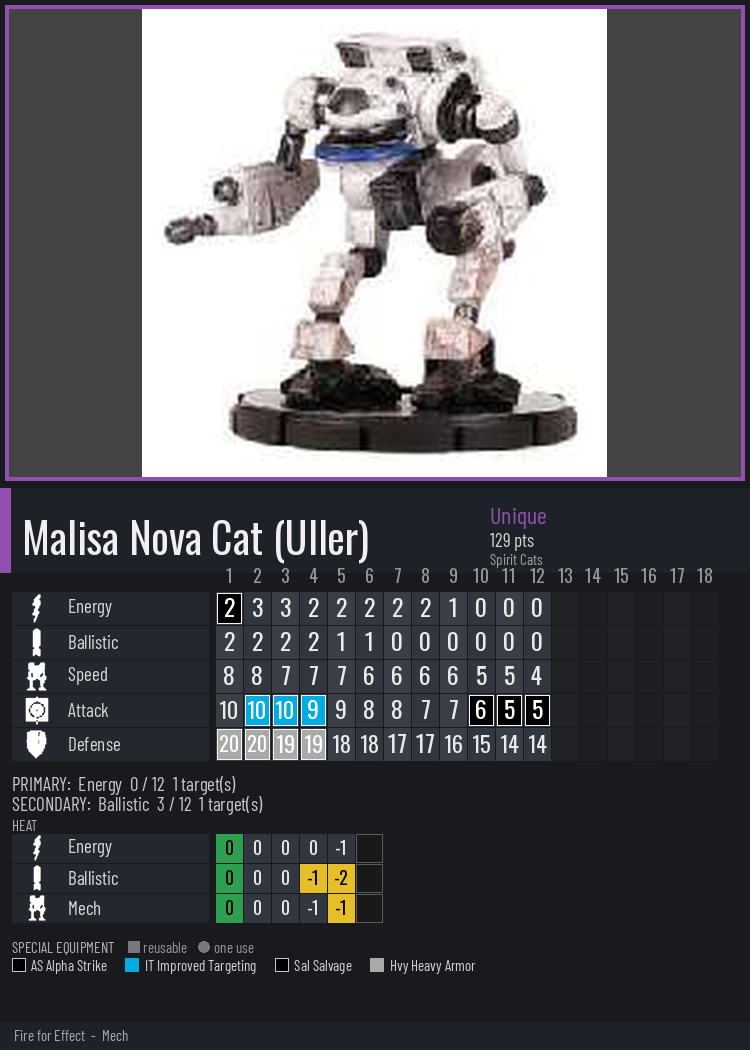 Malisa Nova Cat (Uller)
Unique
129 pts
Spirit Cats
1 2 3 4 5 6 7 8 9 10 11 12 13 14 15 16 17 18
Energy 2 3 3 2 2 2 2 2 1 0 0 0
Ballistic 2 2 2 2 1 1 0 0 0 0 0 0
Speed 8 8 7 7 7 6 6 6 6 5 5 4
Attack 10 10 10 9 9 8 8 7 7 6 5 5
Defense 20 20 19 19 18 18 17 17 16 15 14 14
PRIMARY: Energy 0 / 12 1 target(s)
SECONDARY: Ballistic 3 / 12 1 target(s)
HEAT
Energy 0 0 0 0 -1
Ballistic 0 0 0 -1 -2
Mech 0 0 0 -1 -1
SPECIAL EQUIPMENT reusable one use
AS Alpha Strike IT Improved Targeting Sal Salvage Hvy Heavy Armor
Fire for Effect - Mech